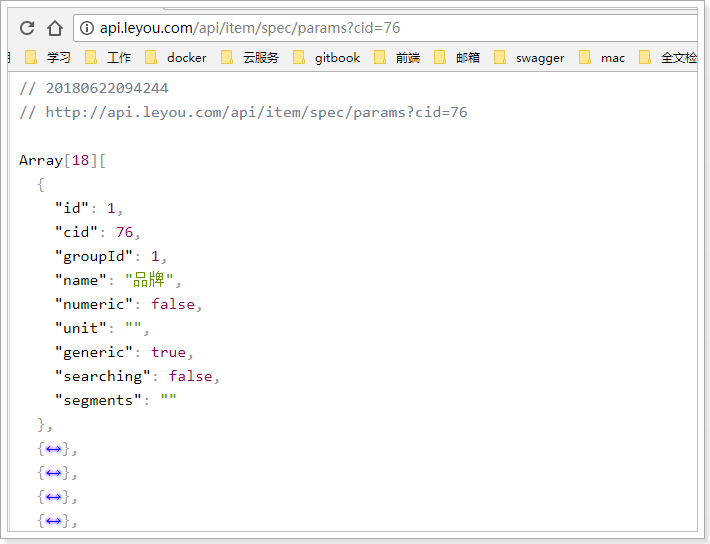 api.leyou.com/api/item/spec/params?cid=76
学习 工作 docker 云服务 gitbook 前端 邮箱 swagger mac 全文检
// 20180622094244
// http://api.leyou.com/api/item/spec/params?cid=76
Array[18][
{
"id": 1,
"cid": 76,
"groupId": 1,
"name": "品牌",
"numeric": false,
"unit": "",
"generic": true,
"searching": false,
"segments": ""
},
{↔},
{↔},
{↔},
{↔},